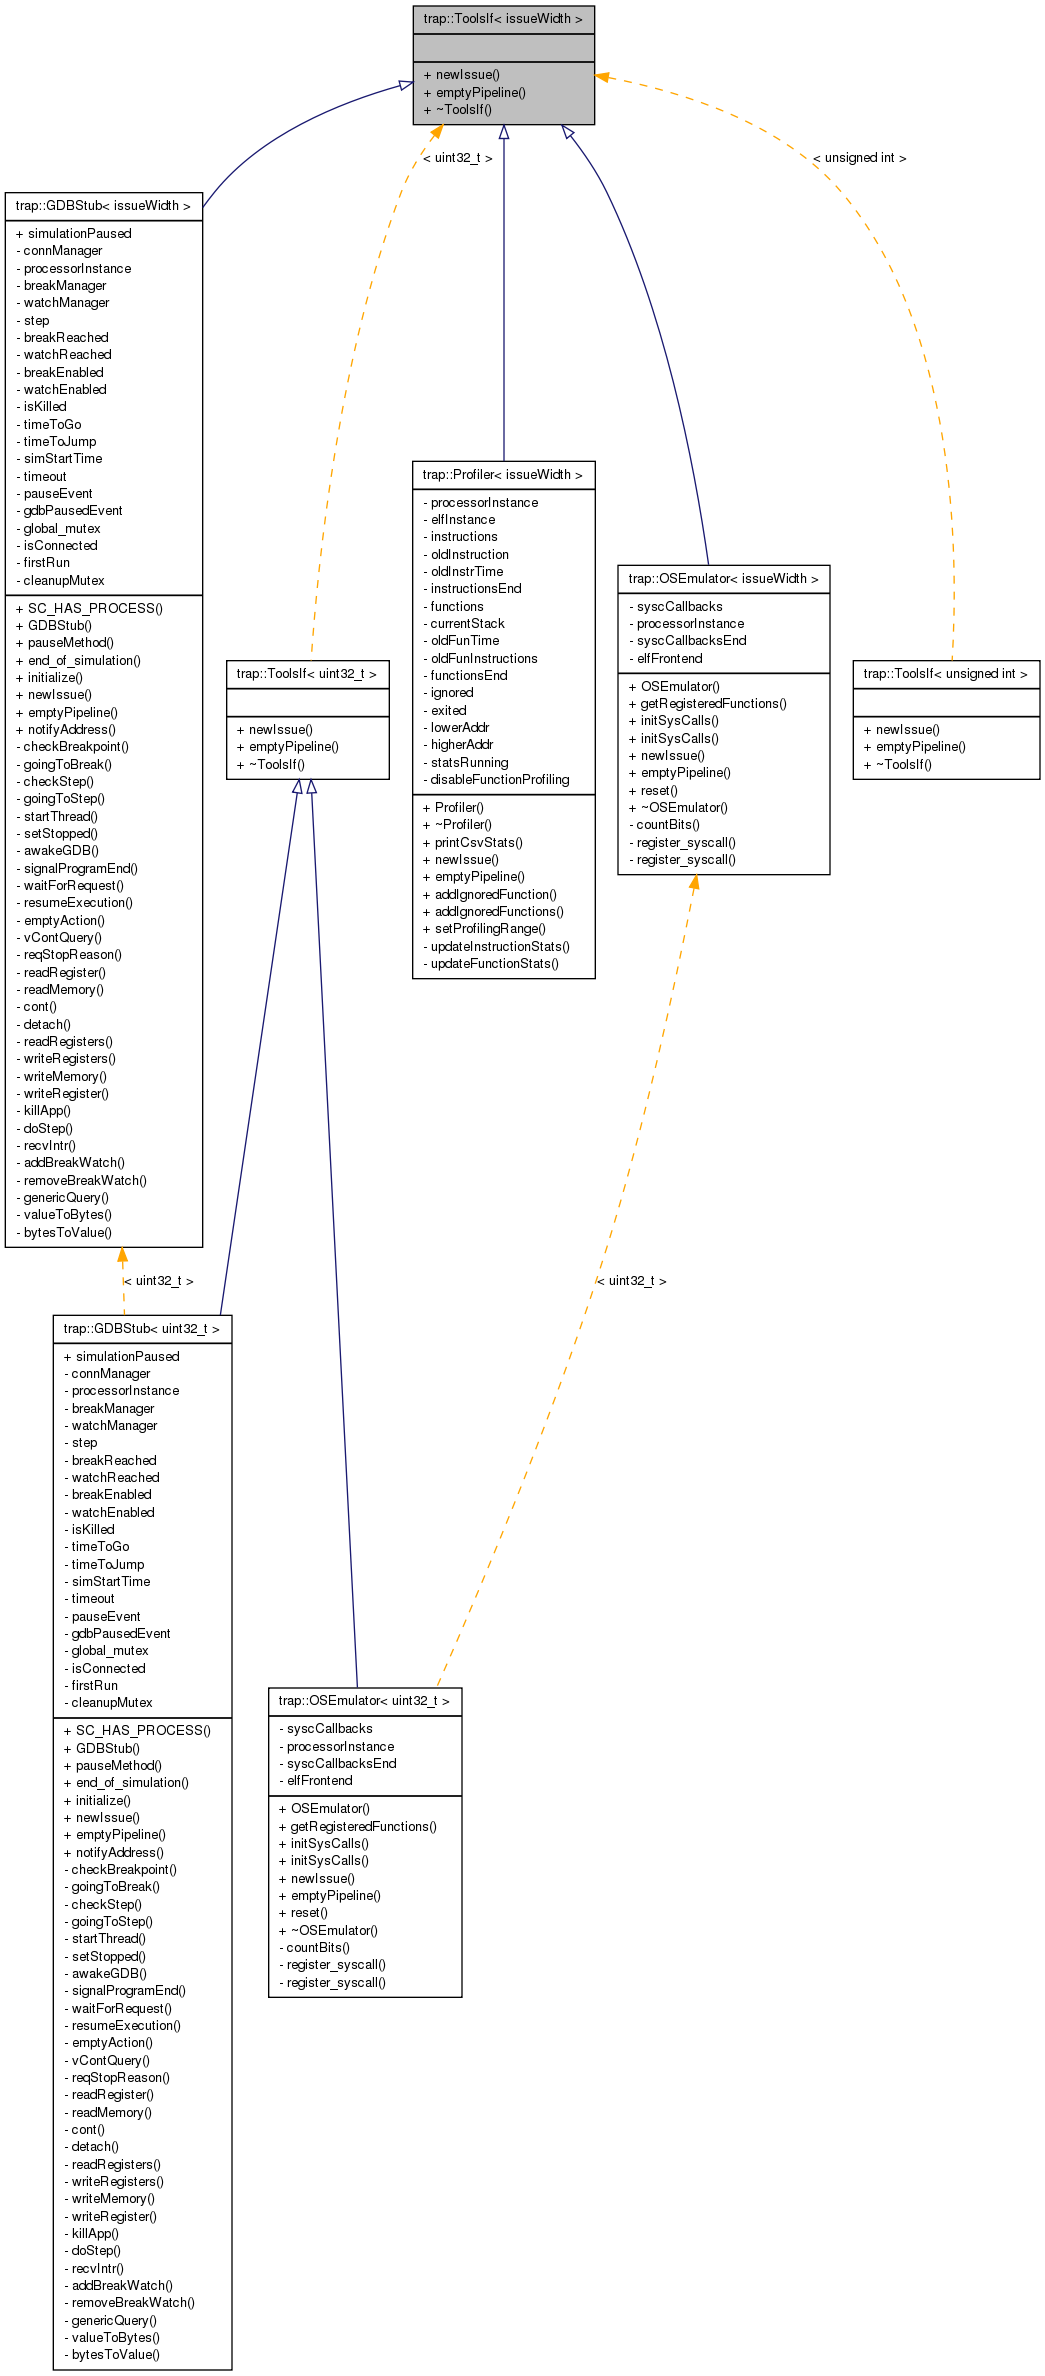 trap::ToolsIf< issueWidth >
+ newIssue()
+ emptyPipeline()
+ ~ToolsIf()
< uint32_t >
< unsigned int >
trap::GDBStub< issueWidth >
+ simulationPaused
- connManager
- processorInstance
- breakManager
- watchManager
- step
- breakReached
- watchReached
- breakEnabled
- watchEnabled
- isKilled
- timeToGo
- timeToJump
- simStartTime
- timeout
- pauseEvent
- gdbPausedEvent
- global_mutex
- isConnected
- firstRun
- cleanupMutex
+ SC_HAS_PROCESS()
+ GDBStub()
+ pauseMethod()
+ end_of_simulation()
+ initialize()
+ newIssue()
+ emptyPipeline()
+ notifyAddress()
- checkBreakpoint()
- goingToBreak()
- checkStep()
- goingToStep()
- startThread()
- setStopped()
- awakeGDB()
- signalProgramEnd()
- waitForRequest()
- resumeExecution()
- emptyAction()
- vContQuery()
- reqStopReason()
- readRegister()
- readMemory()
- cont()
- detach()
- readRegisters()
- writeRegisters()
- writeMemory()
- writeRegister()
- killApp()
- doStep()
- recvIntr()
- addBreakWatch()
- removeBreakWatch()
- genericQuery()
- valueToBytes()
- bytesToValue()
trap::ToolsIf< uint32_t >
+ newIssue()
+ emptyPipeline()
+ ~ToolsIf()
trap::Profiler< issueWidth >
- processorInstance
- elfInstance
- instructions
- oldInstruction
- oldInstrTime
- instructionsEnd
- functions
- currentStack
- oldFunTime
- oldFunInstructions
- functionsEnd
- ignored
- exited
- lowerAddr
- higherAddr
- statsRunning
- disableFunctionProfiling
+ Profiler()
+ ~Profiler()
+ printCsvStats()
+ newIssue()
+ emptyPipeline()
+ addIgnoredFunction()
+ addIgnoredFunctions()
+ setProfilingRange()
- updateInstructionStats()
- updateFunctionStats()
trap::OSEmulator< issueWidth >
- syscCallbacks
- processorInstance
- syscCallbacksEnd
- elfFrontend
+ OSEmulator()
+ getRegisteredFunctions()
+ initSysCalls()
+ initSysCalls()
+ newIssue()
+ emptyPipeline()
+ reset()
+ ~OSEmulator()
- countBits()
- register_syscall()
- register_syscall()
trap::ToolsIf< unsigned int >
+ newIssue()
+ emptyPipeline()
+ ~ToolsIf()
< uint32_t >
< uint32_t >
trap::GDBStub< uint32_t >
+ simulationPaused
- connManager
- processorInstance
- breakManager
- watchManager
- step
- breakReached
- watchReached
- breakEnabled
- watchEnabled
- isKilled
- timeToGo
- timeToJump
- simStartTime
- timeout
- pauseEvent
- gdbPausedEvent
- global_mutex
- isConnected
- firstRun
- cleanupMutex
+ SC_HAS_PROCESS()
+ GDBStub()
+ pauseMethod()
+ end_of_simulation()
+ initialize()
+ newIssue()
+ emptyPipeline()
+ notifyAddress()
- checkBreakpoint()
- goingToBreak()
- checkStep()
- goingToStep()
- startThread()
- setStopped()
- awakeGDB()
- signalProgramEnd()
- waitForRequest()
- resumeExecution()
- emptyAction()
- vContQuery()
- reqStopReason()
- readRegister()
- readMemory()
- cont()
- detach()
- readRegisters()
- writeRegisters()
- writeMemory()
- writeRegister()
- killApp()
- doStep()
- recvIntr()
- addBreakWatch()
- removeBreakWatch()
- genericQuery()
- valueToBytes()
- bytesToValue()
trap::OSEmulator< uint32_t >
- syscCallbacks
- processorInstance
- syscCallbacksEnd
- elfFrontend
+ OSEmulator()
+ getRegisteredFunctions()
+ initSysCalls()
+ initSysCalls()
+ newIssue()
+ emptyPipeline()
+ reset()
+ ~OSEmulator()
- countBits()
- register_syscall()
- register_syscall()